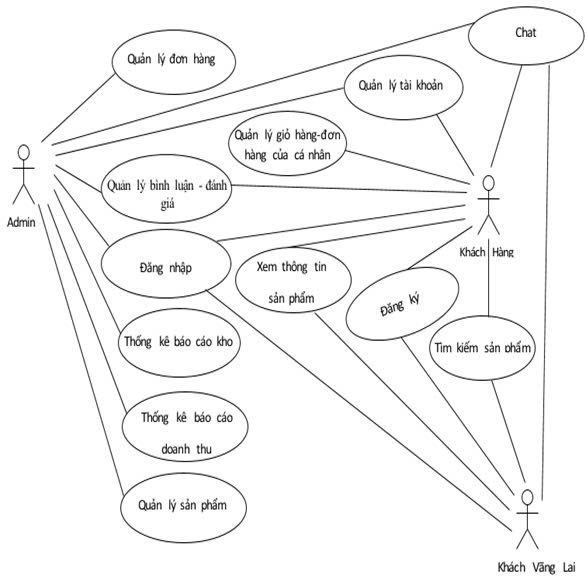 Chat
Quản lý đơn hàng
Quản lý tài khoản
Quản lý giỏ hàng-đơn
hàng của cá nhân
Quản lý bình luận - đánh
giá
Admin
Khách Hàng
Đăng nhập
Xem thông tin
sản phẩm
Đăng ký
Thống kê báo cáo kho
Tìm kiếm sản phẩm
Thống kê báo cáo
doanh thu
Quản lý sản phẩm
Khách Vãng Lai